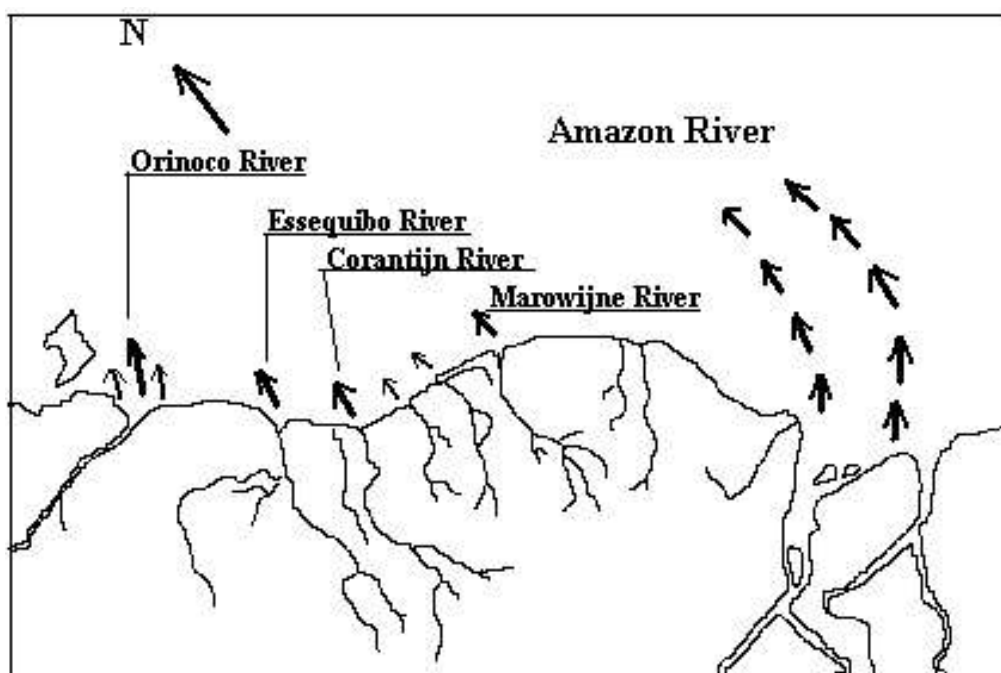 N
Amazon River
Orinoco River
Essequibo River
Corantijn River
Marowijne River